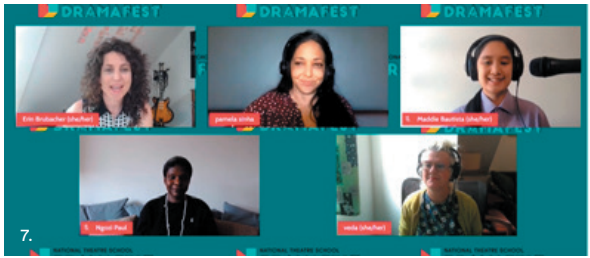 DRAMAFEST DRAMAFEST DRAMAFEST
Erin Brubacher (she/her)
pamela sinha
Maddie Bautista (she/her)
Ngozi Paul
veda (she/her)
7.
NATIONAL THEATRE SCHOOL NATIONAL THEATRE SCHOOL NATIONAL THEATRE SCHOOL